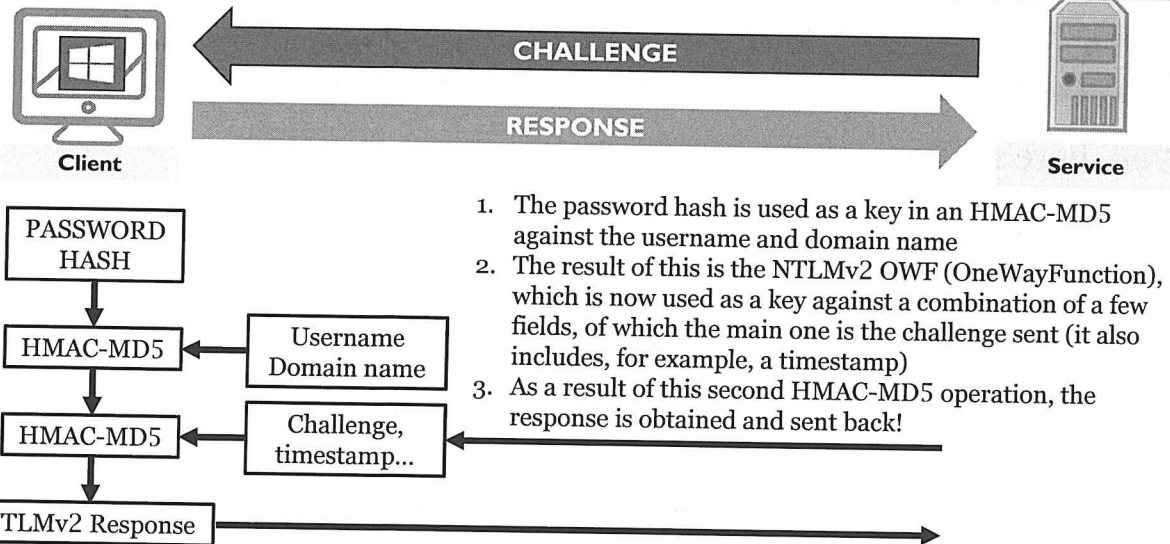 CHALLENGE
RESPONSE
Client
Service
PASSWORD
HASH
HMAC-MD5
Username
Domain name
HMAC-MD5
Challenge,
timestamp...
TLMv2 Response
1. The password hash is used as a key in an HMAC-MD5
against the username and domain name
2. The result of this is the NTLMv2 OWF (OneWayFunction),
which is now used as a key against a combination of a few
fields, of which the main one is the challenge sent (it also
includes, for example, a timestamp)
3. As a result of this second HMAC-MD5 operation, the
response is obtained and sent back!